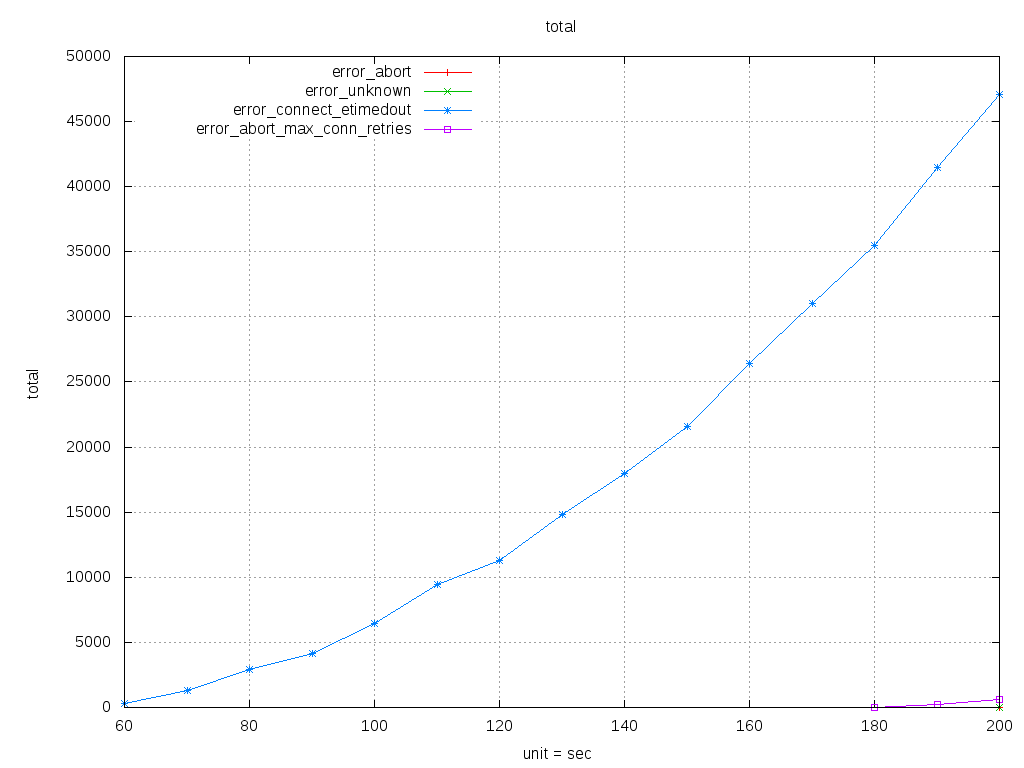 total
50000
45000
40000
35000
30000
25000
20000
15000
10000
5000
0
error_abort
error_unknown
error_connect_etimedout
error_abort_max_conn_retries
total
60 80 100 120 140 160 180 200
unit = sec